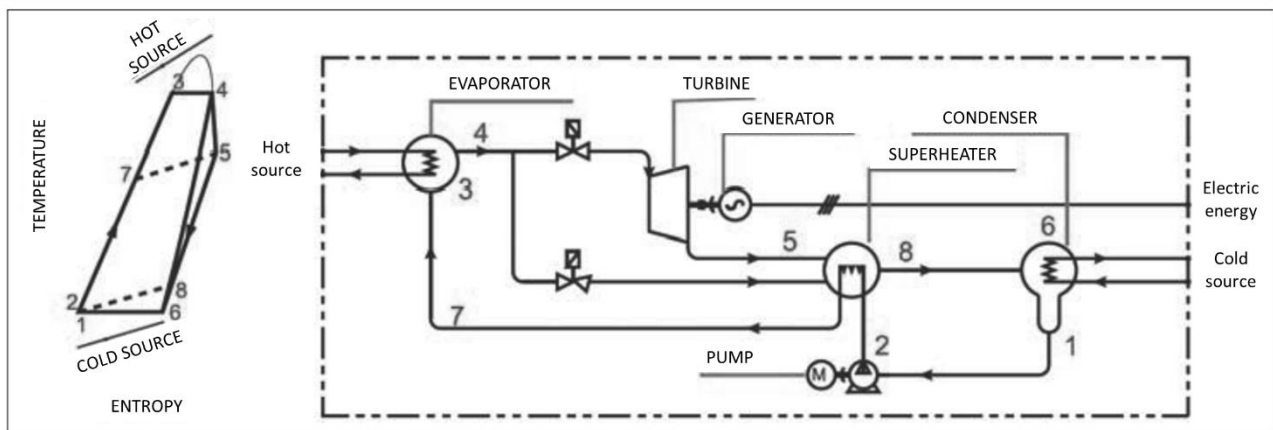 HOT
SOURCE
3
4
5
7
2
1
8
6
COLD SOURCE
TEMPERATURE
ENTROPY
EVAPORATOR
TURBINE
GENERATOR
CONDENSER
SUPERHEATER
Hot
source
4
3
5
8
6
7
2
1
PUMP
M
Electric
energy
Cold
source